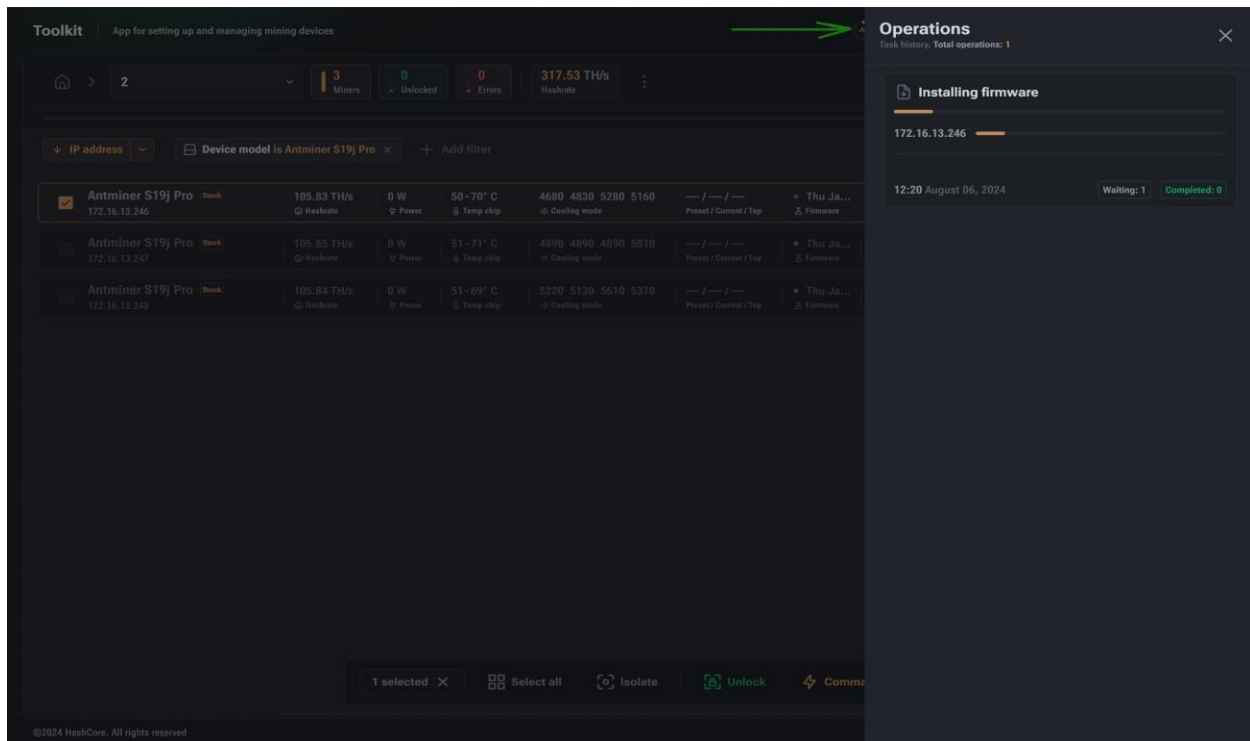 Toolkit App for setting up and managing mining devices
2
3 Miners
0 Unlocked
0 Errors
317.53 TH/s Hashrate
IP address
Device model is Antminer S19j Pro ×
+ Add filter
Antminer S19j Pro Stock 105.83 TH/s 0 W 50-70° C 4680 4830 5280 5160 — / — / — Thu Ja...
172.16.13.246 Hashrate Power Temp chip Cooling mode Preset / Current / Top Firmware
Antminer S19j Pro Stock 105.85 TH/s 0 W 51-71° C 4890 4890 4890 5010 — / — / — Thu Ja...
172.16.13.247 Hashrate Power Temp chip Cooling mode Preset / Current / Top Firmware
Antminer S19j Pro Stock 105.84 TH/s 0 W 51-69° C 5220 5130 5610 5370 — / — / — Thu Ja...
172.16.13.248 Hashrate Power Temp chip Cooling mode Preset / Current / Top Firmware
1 selected × Select all Isolate Unlock Comma
©2024 HashCore. All rights reserved
Operations
Task history. Total operations: 1
Installing firmware
172.16.13.246
12:20 August 06, 2024 Waiting: 1 Completed: 0